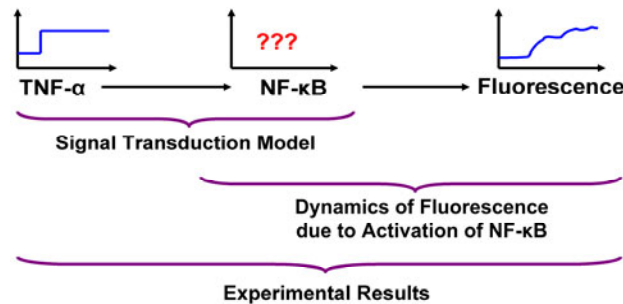 ???
TNF-α
NF-κB
Fluorescence
Signal Transduction Model
Dynamics of Fluorescence
due to Activation of NF-κB
Experimental Results